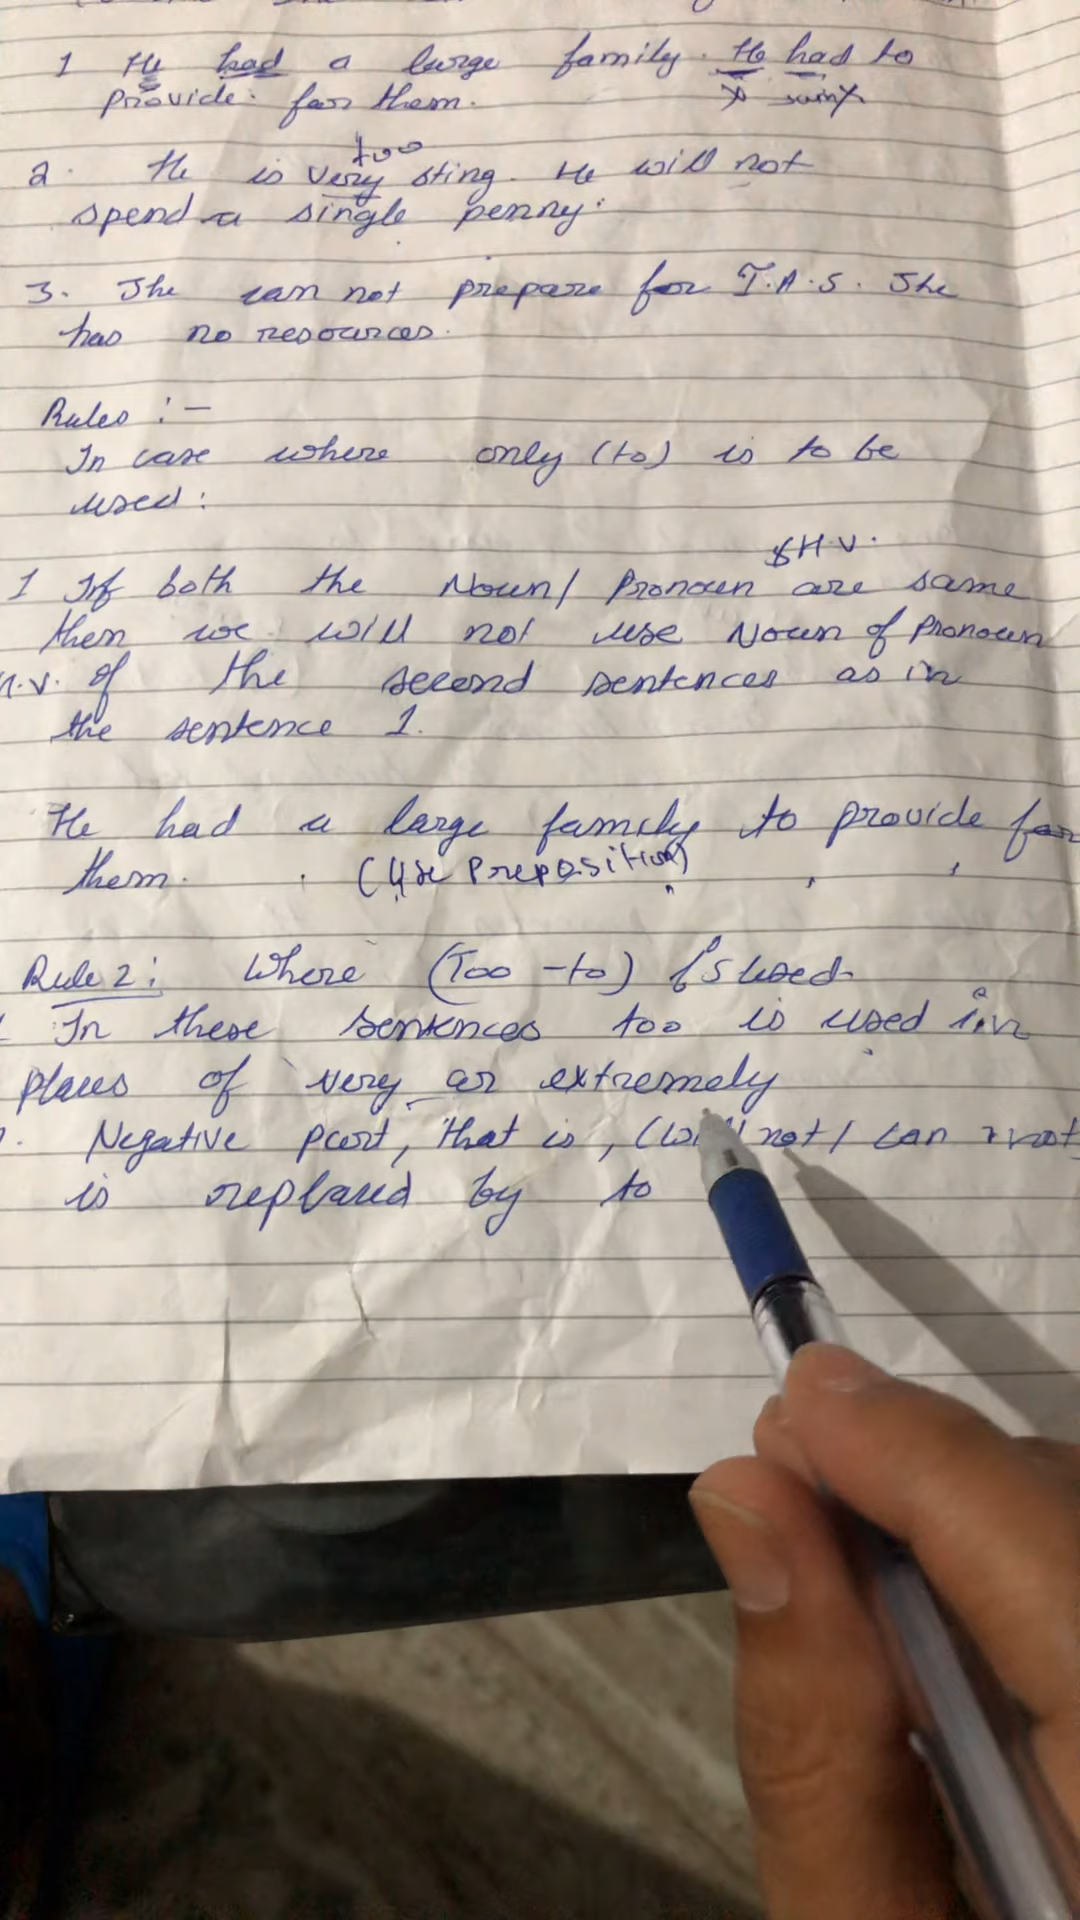 1 He had a large family. He had to
provide for them.
too
2. He is very sting. He will not
spend a single penny.
3. She can not prepare for I.A.S. She
has no resources.
Rules :-
In case where only (to) is to be
used:
& H.V.
1 If both the Noun/ Pronoun are same
then we will not use Noun of Pronoun
H.V. of the second sentences as in
the sentence 1.
He had a large family to provide for
them. (Use Preposition)
Rule 2: Where (Too -to) is used
In these sentences too is used in
places of very or extremely
Negative part, that is, (will not/ can not
is replaced by to